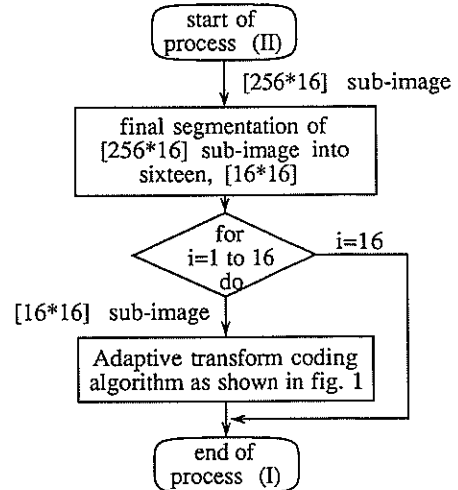 start of
process (II)
[256*16] sub-image
final segmentation of
[256*16] sub-image into
sixteen, [16*16]
for
i=1 to 16
do
i=16
[16*16] sub-image
Adaptive transform coding
algorithm as shown in fig. 1
end of
process (I)